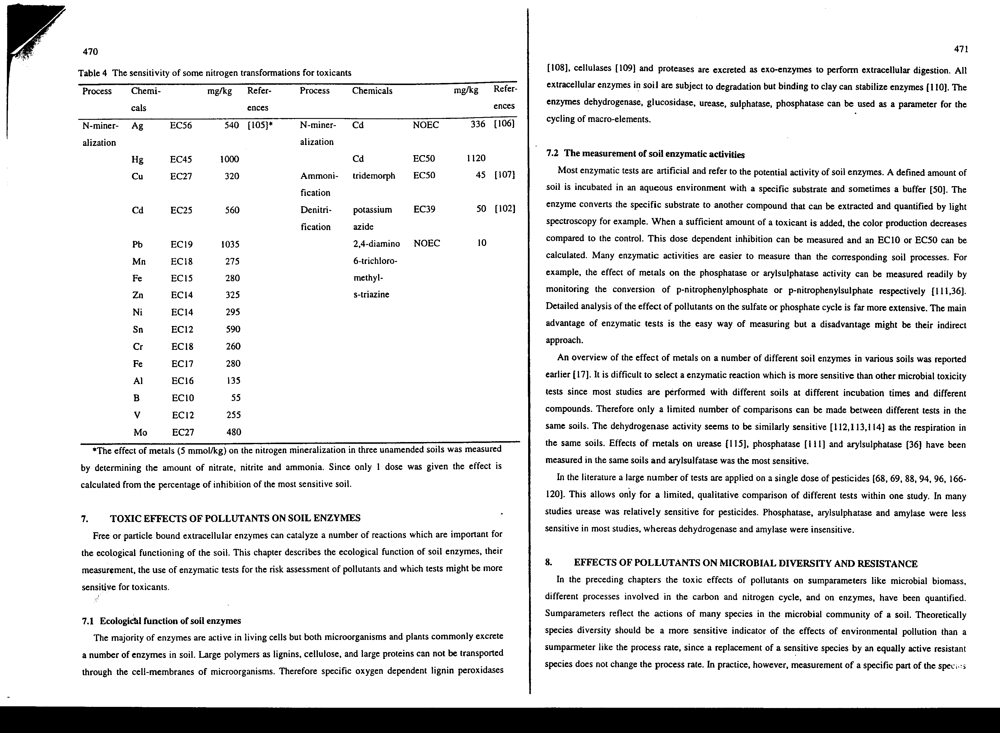 470
Table 4 The sensitivity of some nitrogen transformations for toxicants
Process Chemi- mg/kg Refer- Process Chemicals mg/kg Refer-
cals ences ences
N-miner- Ag EC56 540 [105]* N-miner- Cd NOEC 336 [106]
alization alization
Hg EC45 1000 Cd EC50 1120
Cu EC27 320 Ammoni- tridemorph EC50 45 [107]
fication
Cd EC25 560 Denitri- potassium EC39 50 [102]
fication azide
Pb EC19 1035 2,4-diamino NOEC 10
Mn EC18 275 6-trichloro-
Fe EC15 280 methyl-
Zn EC14 325 s-triazine
Ni EC14 295
Sn EC12 590
Cr EC18 260
Fe EC17 280
Al EC16 135
B EC10 55
V EC12 255
Mo EC27 480
*The effect of metals (5 mmol/kg) on the nitrogen mineralization in three unamended soils was measured
by determining the amount of nitrate, nitrite and ammonia. Since only 1 dose was given the effect is
calculated from the percentage of inhibition of the most sensitive soil.
7. TOXIC EFFECTS OF POLLUTANTS ON SOIL ENZYMES
Free or particle bound extracellular enzymes can catalyze a number of reactions which are important for
the ecological functioning of the soil. This chapter describes the ecological function of soil enzymes, their
measurement, the use of enzymatic tests for the risk assessment of pollutants and which tests might be more
sensitive for toxicants.
7.1 Ecological function of soil enzymes
The majority of enzymes are active in living cells but both microorganisms and plants commonly excrete
a number of enzymes in soil. Large polymers as lignins, cellulose, and large proteins can not be transported
through the cell-membranes of microorganisms. Therefore specific oxygen dependent lignin peroxidases
471
[108], cellulases [109] and proteases are excreted as exo-enzymes to perform extracellular digestion. All
extracellular enzymes in soil are subject to degradation but binding to clay can stabilize enzymes [110]. The
enzymes dehydrogenase, glucosidase, urease, sulphatase, phosphatase can be used as a parameter for the
cycling of macro-elements.
7.2 The measurement of soil enzymatic activities
Most enzymatic tests are artificial and refer to the potential activity of soil enzymes. A defined amount of
soil is incubated in an aqueous environment with a specific substrate and sometimes a buffer [50]. The
enzyme converts the specific substrate to another compound that can be extracted and quantified by light
spectroscopy for example. When a sufficient amount of a toxicant is added, the color production decreases
compared to the control. This dose dependent inhibition can be measured and an EC10 or EC50 can be
calculated. Many enzymatic activities are easier to measure than the corresponding soil processes. For
example, the effect of metals on the phosphatase or arylsulphatase activity can be measured readily by
monitoring the conversion of p-nitrophenylphosphate or p-nitrophenylsulphate respectively [111,36].
Detailed analysis of the effect of pollutants on the sulfate or phosphate cycle is far more extensive. The main
advantage of enzymatic tests is the easy way of measuring but a disadvantage might be their indirect
approach.
An overview of the effect of metals on a number of different soil enzymes in various soils was reported
earlier [17]. It is difficult to select a enzymatic reaction which is more sensitive than other microbial toxicity
tests since most studies are performed with different soils at different incubation times and different
compounds. Therefore only a limited number of comparisons can be made between different tests in the
same soils. The dehydrogenase activity seems to be similarly sensitive [112,113,114] as the respiration in
the same soils. Effects of metals on urease [115], phosphatase [111] and arylsulphatase [36] have been
measured in the same soils and arylsulfatase was the most sensitive.
In the literature a large number of tests are applied on a single dose of pesticides [68, 69, 88, 94, 96, 166-
120]. This allows only for a limited, qualitative comparison of different tests within one study. In many
studies urease was relatively sensitive for pesticides. Phosphatase, arylsulphatase and amylase were less
sensitive in most studies, whereas dehydrogenase and amylase were insensitive.
8. EFFECTS OF POLLUTANTS ON MICROBIAL DIVERSITY AND RESISTANCE
In the preceding chapters the toxic effects of pollutants on sumparameters like microbial biomass,
different processes involved in the carbon and nitrogen cycle, and on enzymes, have been quantified.
Sumparameters reflect the actions of many species in the microbial community of a soil. Theoretically
species diversity should be a more sensitive indicator of the effects of environmental pollution than a
sumparmeter like the process rate, since a replacement of a sensitive species by an equally active resistant
species does not change the process rate. In practice, however, measurement of a specific part of the species